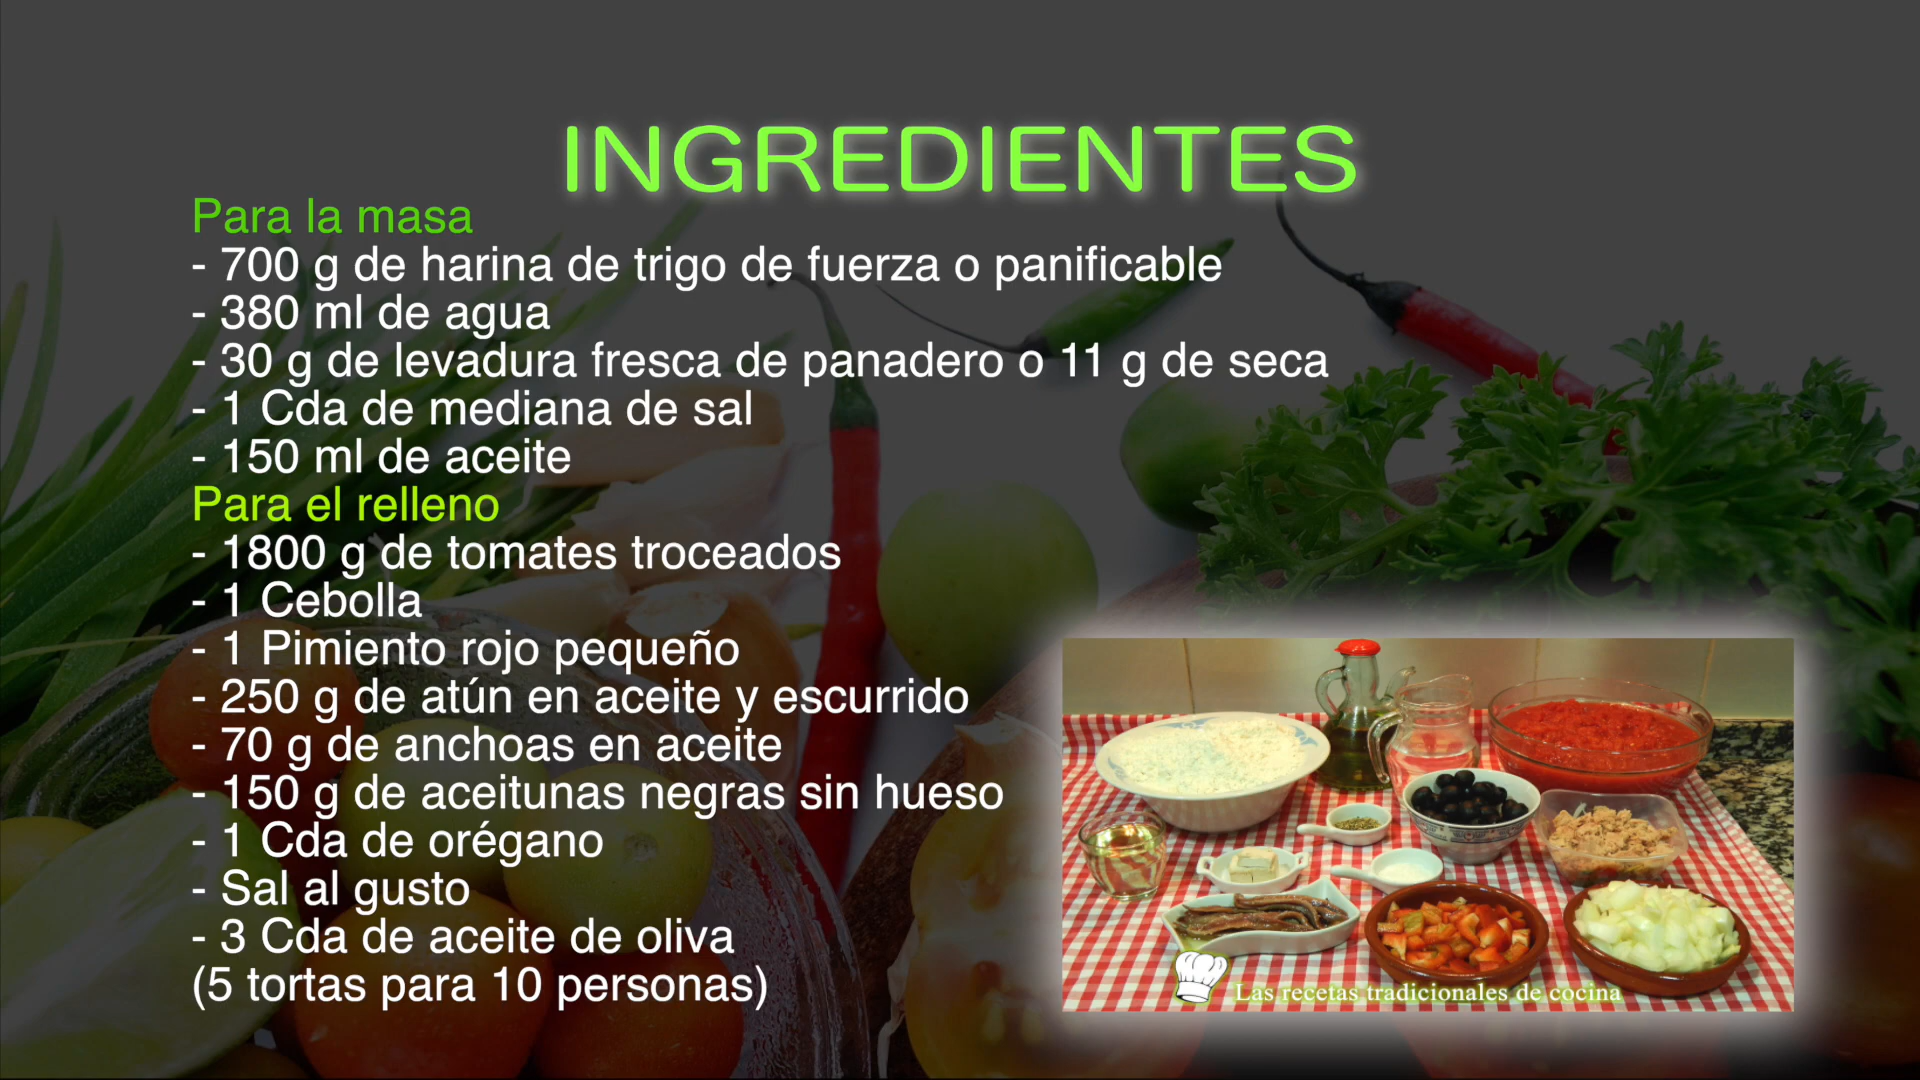 INGREDIENTES
Para la masa
- 700 g de harina de trigo de fuerza o panificable
- 380 ml de agua
- 30 g de levadura fresca de panadero o 11 g de seca
- 1 Cda de mediana de sal
- 150 ml de aceite
Para el relleno
- 1800 g de tomates troceados
- 1 Cebolla
- 1 Pimiento rojo pequeño
- 250 g de atún en aceite y escurrido
- 70 g de anchoas en aceite
- 150 g de aceitunas negras sin hueso
- 1 Cda de orégano
- Sal al gusto
- 3 Cda de aceite de oliva
(5 tortas para 10 personas)
Las recetas tradicionales de cocina